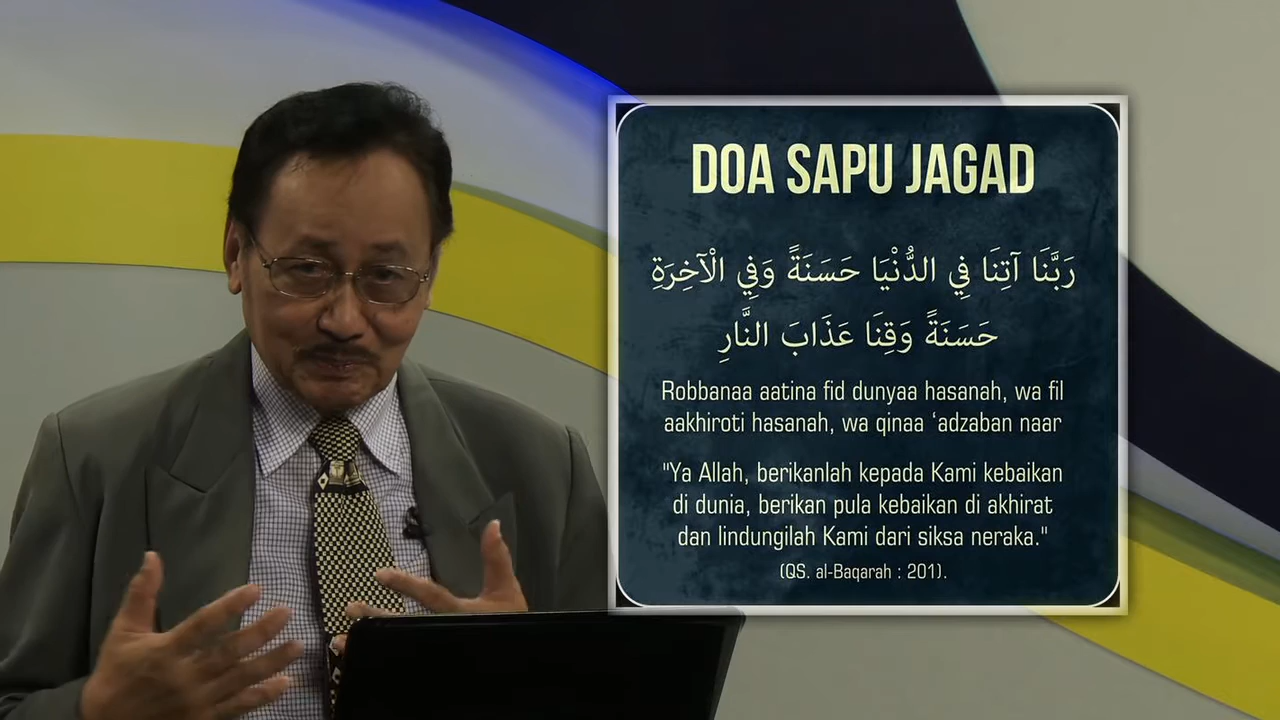 DOA SAPU JAGAD
رَبَّنَا آتِنَا فِي الدُّنْيَا حَسَنَةً وَفِي الْآخِرَةِ
حَسَنَةً وَقِنَا عَذَابَ النَّارِ
Robbanaa aatina fid dunyaa hasanah, wa fil
aakhiroti hasanah, wa qinaa ‘adzaban naar
"Ya Allah, berikanlah kepada Kami kebaikan
di dunia, berikan pula kebaikan di akhirat
dan lindungilah Kami dari siksa neraka."
(QS. al-Baqarah : 201).